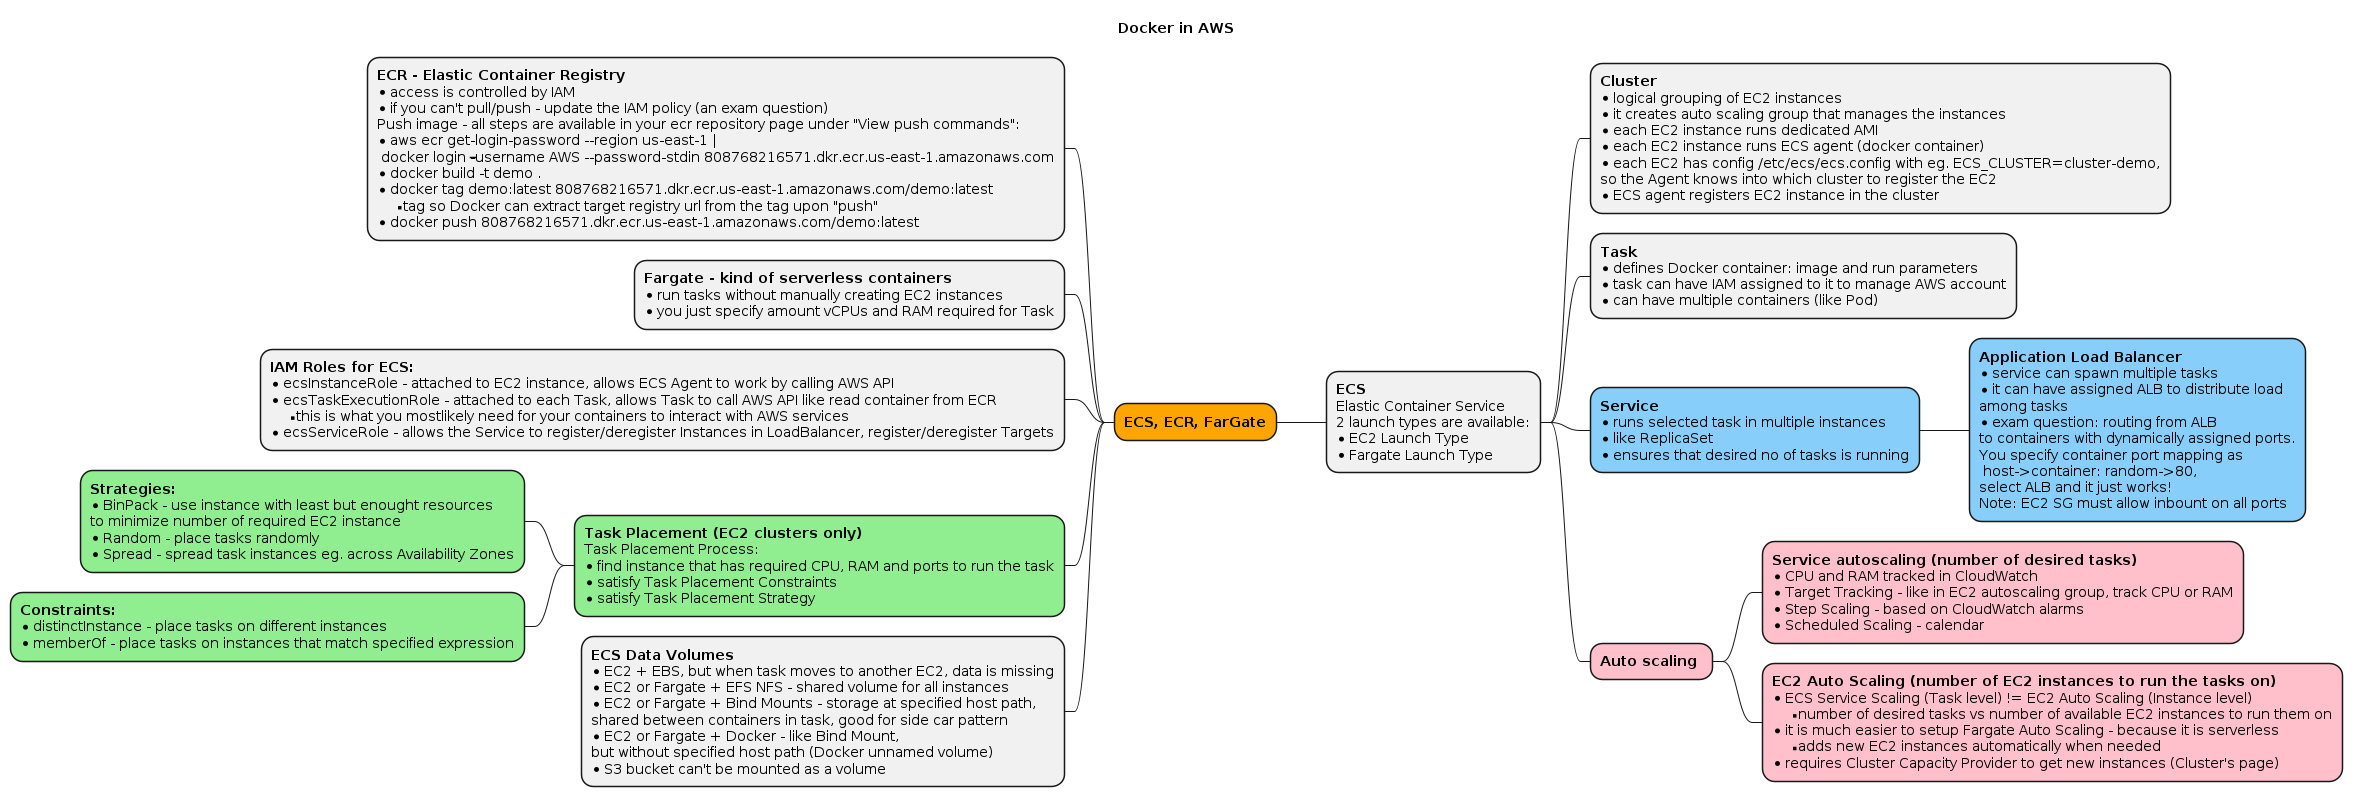 Docker in AWS
ECR - Elastic Container Registry
• access is controlled by IAM
• if you can't pull/push - update the IAM policy (an exam question)
Push image - all steps are available in your ecr repository page under "View push commands":
• aws ecr get-login-password --region us-east-1 |
docker login --username AWS --password-stdin 808768216571.dkr.ecr.us-east-1.amazonaws.com
• docker build -t demo .
• docker tag demo:latest 808768216571.dkr.ecr.us-east-1.amazonaws.com/demo:latest
▪tag so Docker can extract target registry url from the tag upon "push"
• docker push 808768216571.dkr.ecr.us-east-1.amazonaws.com/demo:latest
Fargate - kind of serverless containers
• run tasks without manually creating EC2 instances
• you just specify amount vCPUs and RAM required for Task
IAM Roles for ECS:
• ecsInstanceRole - attached to EC2 instance, allows ECS Agent to work by calling AWS API
• ecsTaskExecutionRole - attached to each Task, allows Task to call AWS API like read container from ECR
▪this is what you mostlikely need for your containers to interact with AWS services
• ecsServiceRole - allows the Service to register/deregister Instances in LoadBalancer, register/deregister Targets
Strategies:
• BinPack - use instance with least but enought resources
to minimize number of required EC2 instance
• Random - place tasks randomly
• Spread - spread task instances eg. across Availability Zones
Constraints:
• distinctInstance - place tasks on different instances
• memberOf - place tasks on instances that match specified expression
Task Placement (EC2 clusters only)
Task Placement Process:
• find instance that has required CPU, RAM and ports to run the task
• satisfy Task Placement Constraints
• satisfy Task Placement Strategy
ECS Data Volumes
• EC2 + EBS, but when task moves to another EC2, data is missing
• EC2 or Fargate + EFS NFS - shared volume for all instances
• EC2 or Fargate + Bind Mounts - storage at specified host path,
shared between containers in task, good for side car pattern
• EC2 or Fargate + Docker - like Bind Mount,
but without specified host path (Docker unnamed volume)
• S3 bucket can't be mounted as a volume
ECS, ECR, FarGate
ECS
Elastic Container Service
2 launch types are available:
• EC2 Launch Type
• Fargate Launch Type
Cluster
• logical grouping of EC2 instances
• it creates auto scaling group that manages the instances
• each EC2 instance runs dedicated AMI
• each EC2 instance runs ECS agent (docker container)
• each EC2 has config /etc/ecs/ecs.config with eg. ECS_CLUSTER=cluster-demo,
so the Agent knows into which cluster to register the EC2
• ECS agent registers EC2 instance in the cluster
Task
• defines Docker container: image and run parameters
• task can have IAM assigned to it to manage AWS account
• can have multiple containers (like Pod)
Service
• runs selected task in multiple instances
• like ReplicaSet
• ensures that desired no of tasks is running
Application Load Balancer
• service can spawn multiple tasks
• it can have assigned ALB to distribute load
among tasks
• exam question: routing from ALB
to containers with dynamically assigned ports.
You specify container port mapping as
host->container: random->80,
select ALB and it just works!
Note: EC2 SG must allow inbount on all ports
Auto scaling
Service autoscaling (number of desired tasks)
• CPU and RAM tracked in CloudWatch
• Target Tracking - like in EC2 autoscaling group, track CPU or RAM
• Step Scaling - based on CloudWatch alarms
• Scheduled Scaling - calendar
EC2 Auto Scaling (number of EC2 instances to run the tasks on)
• ECS Service Scaling (Task level) != EC2 Auto Scaling (Instance level)
▪number of desired tasks vs number of available EC2 instances to run them on
• it is much easier to setup Fargate Auto Scaling - because it is serverless
▪adds new EC2 instances automatically when needed
• requires Cluster Capacity Provider to get new instances (Cluster's page)